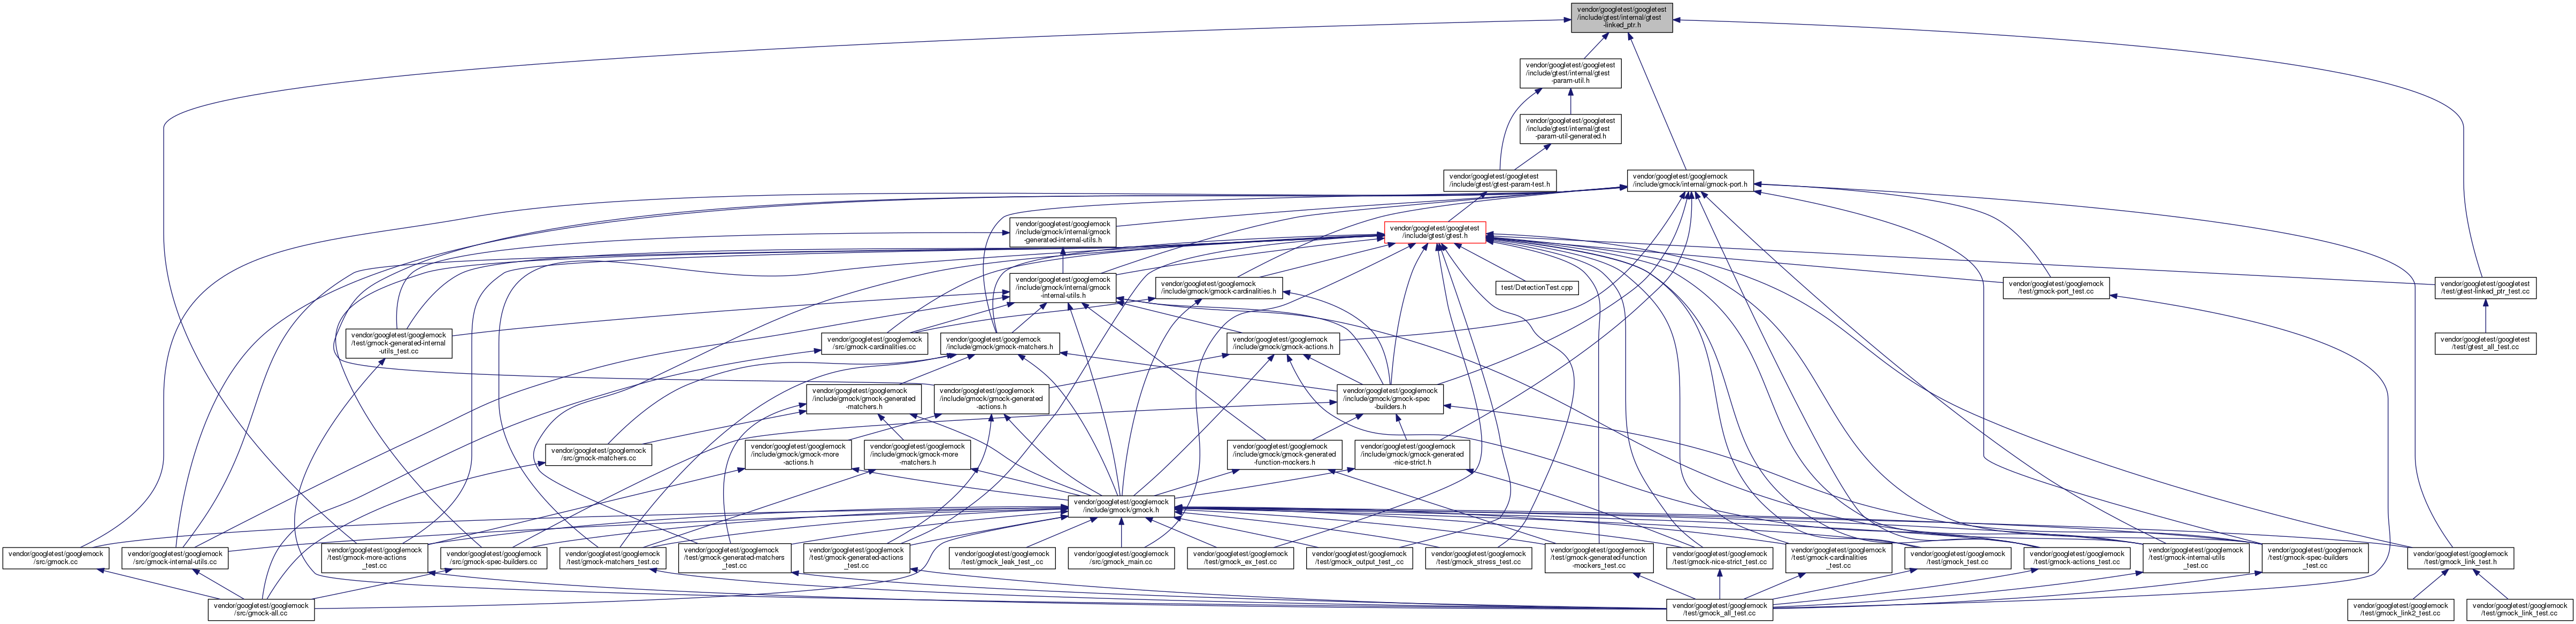 vendor/googletest/googletest
/include/gtest/internal/gtest
-linked_ptr.h
vendor/googletest/googletest
/include/gtest/internal/gtest
-param-util.h
vendor/googletest/googletest
/include/gtest/internal/gtest
-param-util-generated.h
vendor/googletest/googletest
/include/gtest/gtest-param-test.h
vendor/googletest/googlemock
/include/gmock/internal/gmock-port.h
vendor/googletest/googlemock
/include/gmock/internal/gmock
-generated-internal-utils.h
vendor/googletest/googletest
/include/gtest/gtest.h
vendor/googletest/googlemock
/include/gmock/internal/gmock
-internal-utils.h
vendor/googletest/googlemock
/include/gmock/gmock-cardinalities.h
test/DetectionTest.cpp
vendor/googletest/googlemock
/test/gmock-port_test.cc
vendor/googletest/googletest
/test/gtest-linked_ptr_test.cc
vendor/googletest/googlemock
/test/gmock-generated-internal
-utils_test.cc
vendor/googletest/googlemock
/src/gmock-cardinalities.cc
vendor/googletest/googlemock
/include/gmock/gmock-matchers.h
vendor/googletest/googlemock
/include/gmock/gmock-actions.h
vendor/googletest/googletest
/test/gtest_all_test.cc
vendor/googletest/googlemock
/include/gmock/gmock-generated
-matchers.h
vendor/googletest/googlemock
/include/gmock/gmock-generated
-actions.h
vendor/googletest/googlemock
/include/gmock/gmock-spec
-builders.h
vendor/googletest/googlemock
/src/gmock-matchers.cc
vendor/googletest/googlemock
/include/gmock/gmock-more
-actions.h
vendor/googletest/googlemock
/include/gmock/gmock-more
-matchers.h
vendor/googletest/googlemock
/include/gmock/gmock-generated
-function-mockers.h
vendor/googletest/googlemock
/include/gmock/gmock-generated
-nice-strict.h
vendor/googletest/googlemock
/include/gmock/gmock.h
vendor/googletest/googlemock
/src/gmock.cc
vendor/googletest/googlemock
/src/gmock-internal-utils.cc
vendor/googletest/googlemock
/test/gmock-more-actions
_test.cc
vendor/googletest/googlemock
/src/gmock-spec-builders.cc
vendor/googletest/googlemock
/test/gmock-matchers_test.cc
vendor/googletest/googlemock
/test/gmock-generated-matchers
_test.cc
vendor/googletest/googlemock
/test/gmock-generated-actions
_test.cc
vendor/googletest/googlemock
/test/gmock_leak_test_.cc
vendor/googletest/googlemock
/src/gmock_main.cc
vendor/googletest/googlemock
/test/gmock_ex_test.cc
vendor/googletest/googlemock
/test/gmock_output_test_.cc
vendor/googletest/googlemock
/test/gmock_stress_test.cc
vendor/googletest/googlemock
/test/gmock-generated-function
-mockers_test.cc
vendor/googletest/googlemock
/test/gmock-nice-strict_test.cc
vendor/googletest/googlemock
/test/gmock-cardinalities
_test.cc
vendor/googletest/googlemock
/test/gmock_test.cc
vendor/googletest/googlemock
/test/gmock-actions_test.cc
vendor/googletest/googlemock
/test/gmock-internal-utils
_test.cc
vendor/googletest/googlemock
/test/gmock-spec-builders
_test.cc
vendor/googletest/googlemock
/test/gmock_link_test.h
vendor/googletest/googlemock
/src/gmock-all.cc
vendor/googletest/googlemock
/test/gmock_all_test.cc
vendor/googletest/googlemock
/test/gmock_link2_test.cc
vendor/googletest/googlemock
/test/gmock_link_test.cc